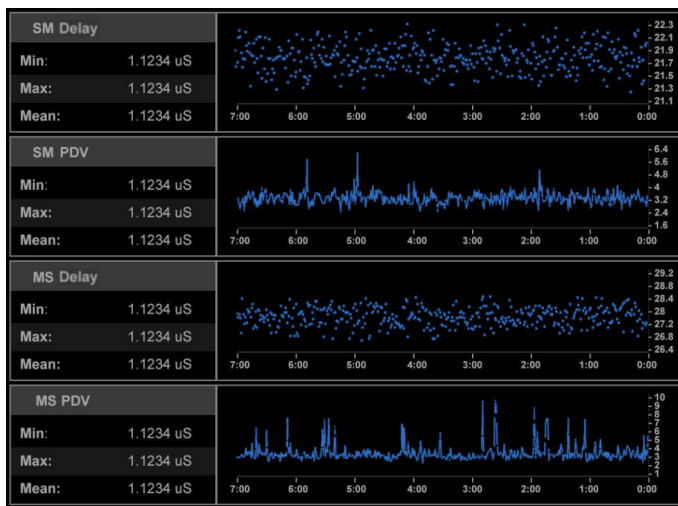 SM Delay
Min: 1.1234 uS
Max: 1.1234 uS
Mean: 1.1234 uS
22.3
22.1
21.9
21.7
21.5
21.3
21.1
7:00 6:00 5:00 4:00 3:00 2:00 1:00 0:00
SM PDV
Min: 1.1234 uS
Max: 1.1234 uS
Mean: 1.1234 uS
6.4
5.6
4.8
4
3.2
2.4
1.6
7:00 6:00 5:00 4:00 3:00 2:00 1:00 0:00
MS Delay
Min: 1.1234 uS
Max: 1.1234 uS
Mean: 1.1234 uS
29.2
28.8
28.4
28
27.2
26.8
26.4
7:00 6:00 5:00 4:00 3:00 2:00 1:00 0:00
MS PDV
Min: 1.1234 uS
Max: 1.1234 uS
Mean: 1.1234 uS
10
9
8
7
6
5
4
3
2
1
7:00 6:00 5:00 4:00 3:00 2:00 1:00 0:00